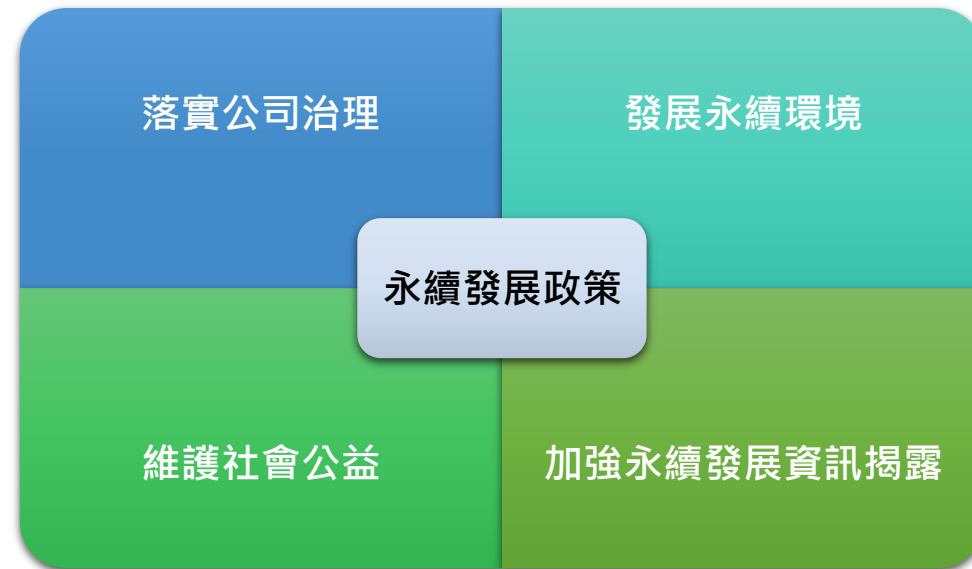 落實公司治理
發展永續環境
永續發展政策
維護社會公益
加強永續發展資訊揭露